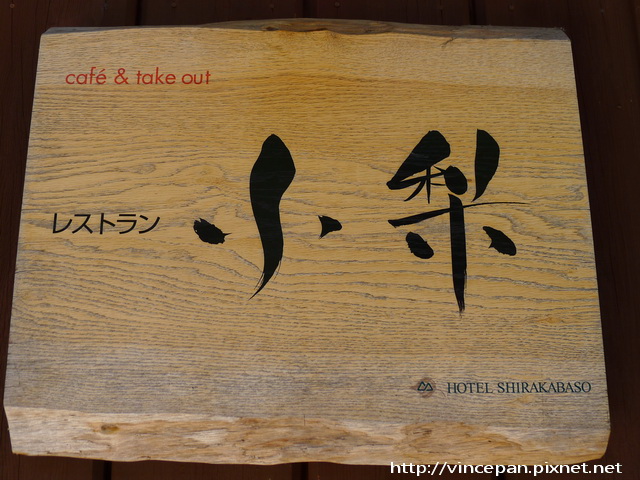 café & take out
レストラン 小梨
HOTEL SHIRAKABASO
http://vincepan.pixnet.net